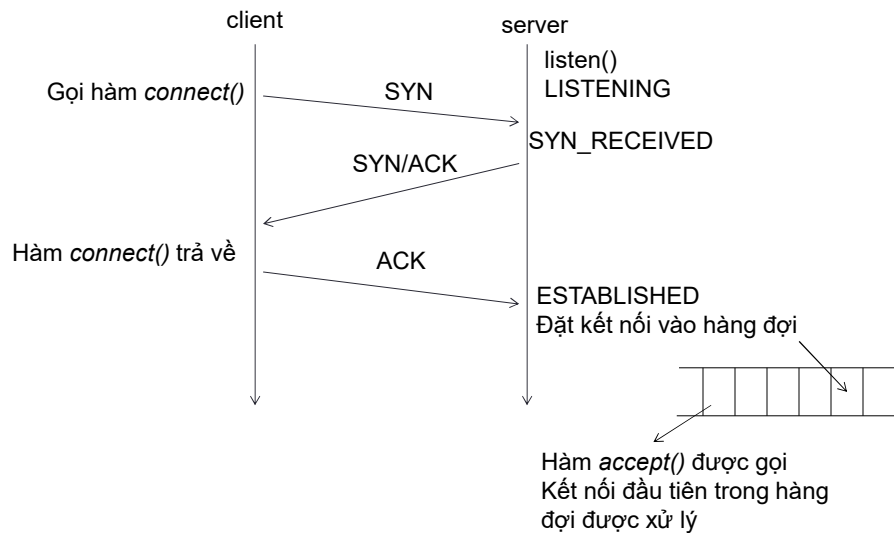 client
server
listen()
LISTENING
Gọi hàm connect()
SYN
SYN_RECEIVED
SYN/ACK
Hàm connect() trả về
ACK
ESTABLISHED
Đặt kết nối vào hàng đợi
Hàm accept() được gọi
Kết nối đầu tiên trong hàng
đợi được xử lý